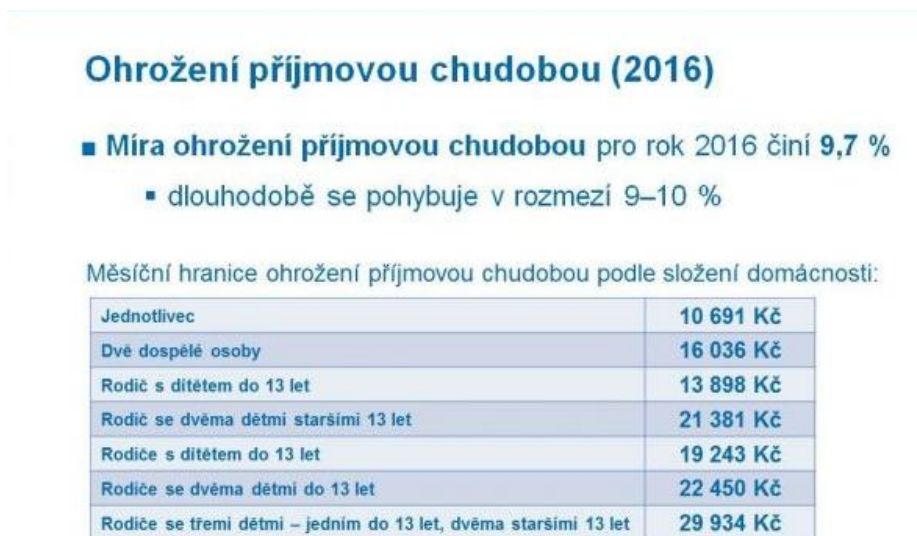 Ohrožení příjmovou chudobou (2016)
▪ Míra ohrožení příjmovou chudobou pro rok 2016 činí 9,7 %
▪ dlouhodobě se pohybuje v rozmezí 9–10 %
Měsíční hranice ohrožení příjmovou chudobou podle složení domácnosti:
Jednotlivec 10 691 Kč
Dvě dospělé osoby 16 036 Kč
Rodič s dítětem do 13 let 13 898 Kč
Rodič se dvěma dětmi staršími 13 let 21 381 Kč
Rodiče s dítětem do 13 let 19 243 Kč
Rodiče se dvěma dětmi do 13 let 22 450 Kč
Rodiče se třemi dětmi – jedním do 13 let, dvěma staršími 13 let 29 934 Kč